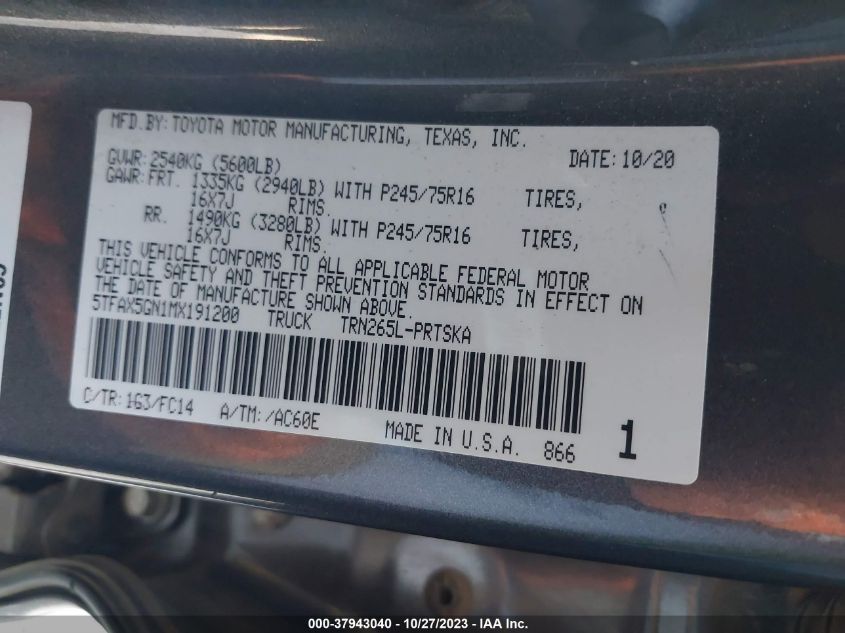 MFD.BY: TOYOTA MOTOR MANUFACTURING, TEXAS, INC.
DATE: 10/20
GVWR: 2540KG (5600LB)
GAWR: FRT. 1335KG (2940LB) WITH P245/75R16 TIRES,
16X7J RIMS.
RR. 1490KG (3280LB) WITH P245/75R16 TIRES,
16X7J RIMS.
THIS VEHICLE CONFORMS TO ALL APPLICABLE FEDERAL MOTOR
VEHICLE SAFETY AND THEFT PREVENTION STANDARDS IN EFFECT ON
THE DATE OF MANUFACTURE SHOWN ABOVE.
5TFAX5GN1MX191200 TRUCK TRN265L-PRTSKA
C/TR: 1G3/FC14 A/TM: /AC60E MADE IN U.S.A. 866 1
000-37943040 - 10/27/2023 - IAAI.com.